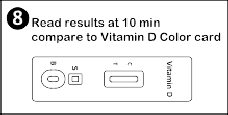 8 Read results at 10 min
compare to Vitamin D Color card
Vitamin D